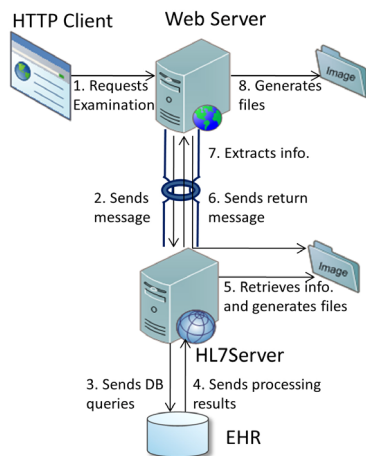 HTTP Client
Web Server
1. Requests
Examination
8. Generates
files
Image
7. Extracts info.
2. Sends
message
6. Sends return
message
Image
5. Retrieves info.
and generates files
HL7Server
3. Sends DB
queries
4. Sends processing
results
EHR